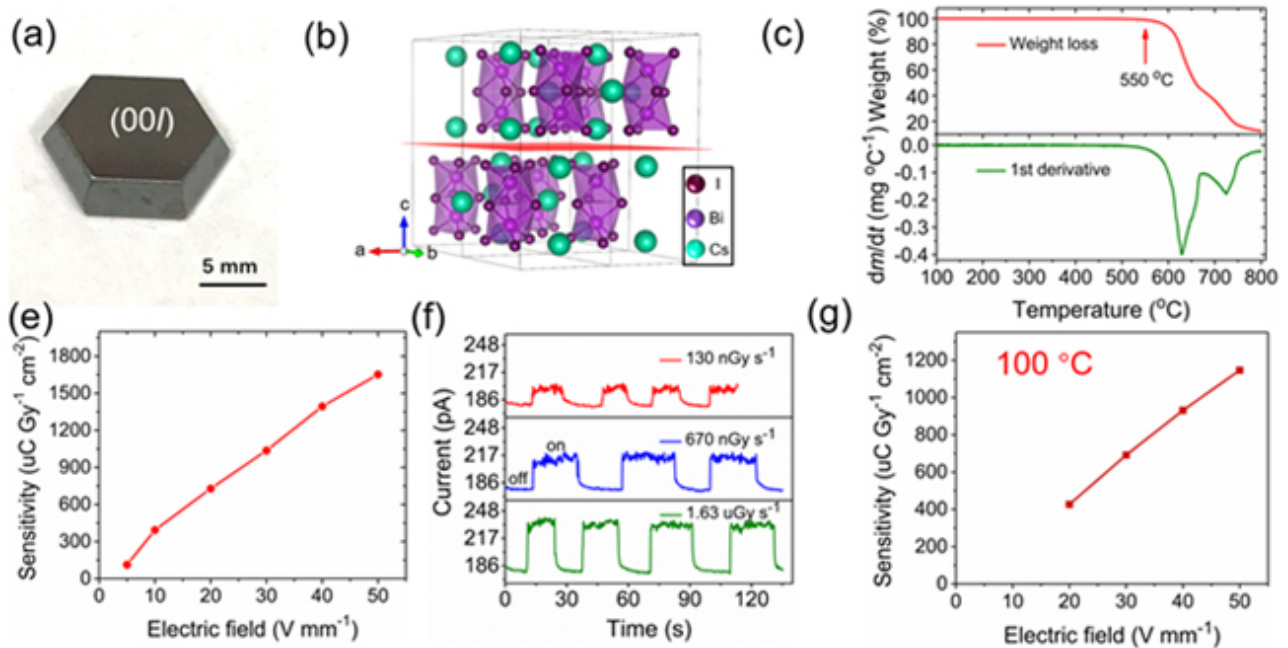 (a)
(00l)
5 mm
(b)
c
a
b
I
Bi
Cs
(c)
Weight (%)
100
80
60
40
20
10
Weight loss
550 °C
dm/dt (mg °C⁻¹)
0.0
-0.1
-0.2
-0.3
-0.4
1st derivative
100 200 300 400 500 600 700 800
Temperature (°C)
(e)
Sensitivity (uC Gy⁻¹ cm⁻²)
1800
1500
1200
900
600
300
0
0 10 20 30 40 50
Electric field (V mm⁻¹)
(f)
Current (pA)
248
217
186
130 nGy s⁻¹
248
217
186
off
on
670 nGy s⁻¹
248
217
186
1.63 uGy s⁻¹
0 30 60 90 120
Time (s)
(g)
100 °C
Sensitivity (uC Gy⁻¹ cm⁻²)
1200
1000
800
600
400
200
0
0 10 20 30 40 50
Electric field (V mm⁻¹)